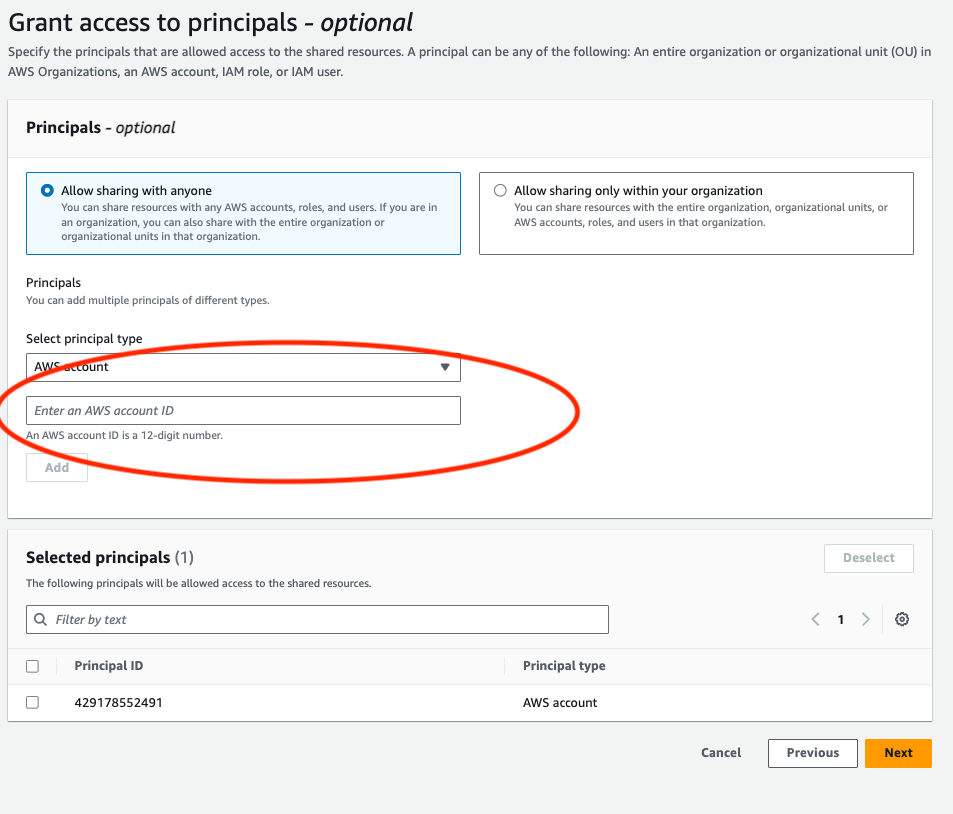 Grant access to principals - optional
Specify the principals that are allowed access to the shared resources. A principal can be any of the following: An entire organization or organizational unit (OU) in
AWS Organizations, an AWS account, IAM role, or IAM user.
Principals - optional
Allow sharing with anyone
You can share resources with any AWS accounts, roles, and users. If you are in
an organization, you can also share with the entire organization or
organizational units in that organization.
Allow sharing only within your organization
You can share resources with the entire organization, organizational units, or
AWS accounts, roles, and users in that organization.
Principals
You can add multiple principals of different types.
Select principal type
AWS account
Enter an AWS account ID
An AWS account ID is a 12-digit number.
Add
Selected principals (1)
Deselect
The following principals will be allowed access to the shared resources.
Filter by text
1
Principal ID
Principal type
429178552491
AWS account
Cancel
Previous
Next